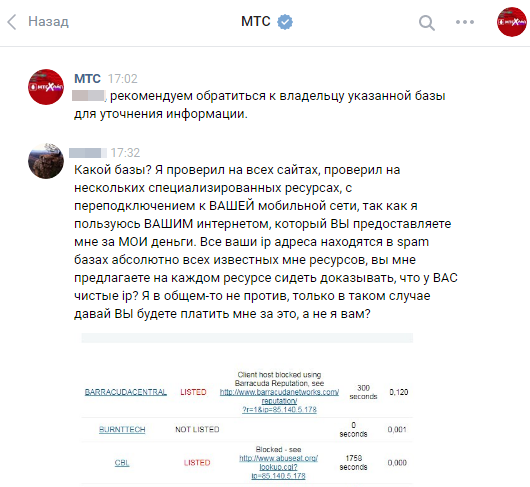 Назад
МТС
МТС 17:02
, рекомендуем обратиться к владельцу указанной базы
для уточнения информации.
17:32
Какой базы? Я проверил на всех сайтах, проверил на
нескольких специализированных ресурсах, с
переподключением к ВАШЕЙ мобильной сети, так как я
пользуюсь ВАШИМ интернетом, который ВЫ предоставляете
мне за МОИ деньги. Все ваши ip адреса находятся в spam
базах абсолютно всех известных мне ресурсов, вы мне
предлагаете на каждом ресурсе сидеть доказывать, что у ВАС
чистые ip? Я в общем-то не против, только в таком случае
давай ВЫ будете платить мне за это, а не я вам?
Client host blocked using
Barracuda Reputation, see
BARRACUDACENTRAL LISTED http://www.barracudanetworks.com/ 300 0,120
reputation/ seconds
?r=1&ip=85.140.5.178
BURNTTECH NOT LISTED 0 0,001
seconds
Blocked - see
CBL LISTED http://www.abuseat.org/ 1758 0,000
lookup.cgi? seconds
ip=85.140.5.178